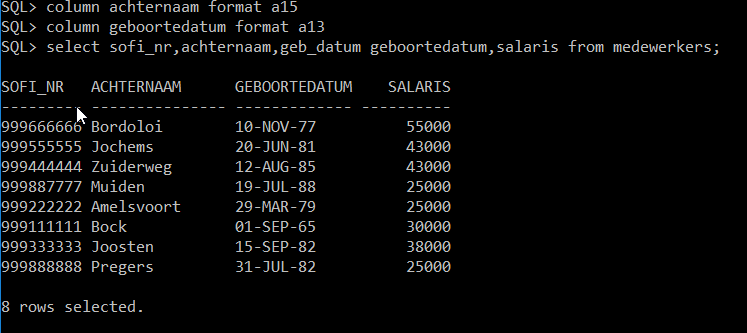 SQL> column achternaam format a15
SQL> column geboortedatum format a13
SQL> select sofi_nr,achternaam,geb_datum geboortedatum,salaris from medewerkers;
SOFI_NR   ACHTERNAAM      GEBOORTEDATUM    SALARIS
--------- --------------- ------------- ----------
999666666 Bordoloi        10-NOV-77          55000
999555555 Jochems         20-JUN-81          43000
999444444 Zuiderweg       12-AUG-85          43000
999887777 Muiden          19-JUL-88          25000
999222222 Amelsvoort      29-MAR-79          25000
999111111 Bock            01-SEP-65          30000
999333333 Joosten         15-SEP-82          38000
999888888 Pregers         31-JUL-82          25000
8 rows selected.